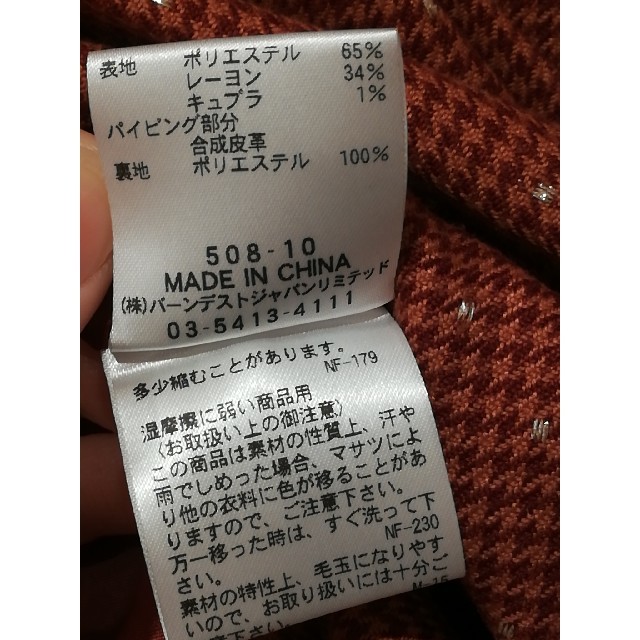 表地 ポリエステル 65%
レーヨン 34%
キュプラ 1%
パイピング部分
合成皮革
裏地 ポリエステル 100%
508-10
MADE IN CHINA
(株)バーンデストジャパンリミテッド
03-5413-4111
多少縮むことがあります。
NF-179
湿摩擦に弱い商品用
〈お取扱い上の御注意〉
この商品は素材の性質上、汗や
雨でしめった場合、マサツによ
り他の衣料に色が移ることがあ
りますので、ご注意下さい。
万一移った時は、すぐ洗って下
さい。
NF-230
素材の特性上、毛玉になりやす
いので、お取り扱いには十分ご